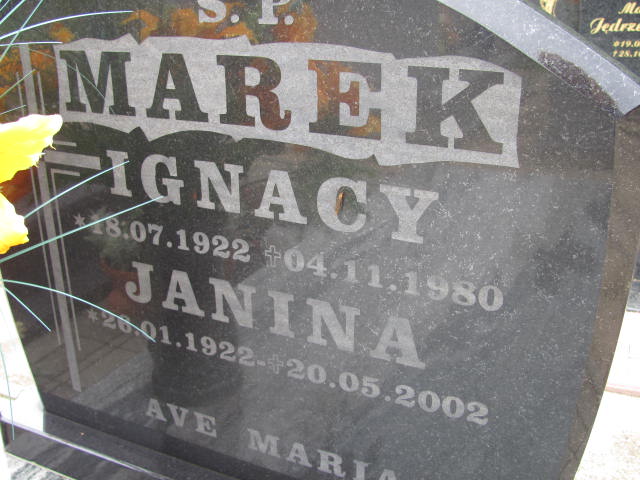 Ś. P.
MAREK
IGNACY
*18.07.1922 †04.11.1980
JANINA
*26.01.1922-†20.05.2002
AVE MARIA